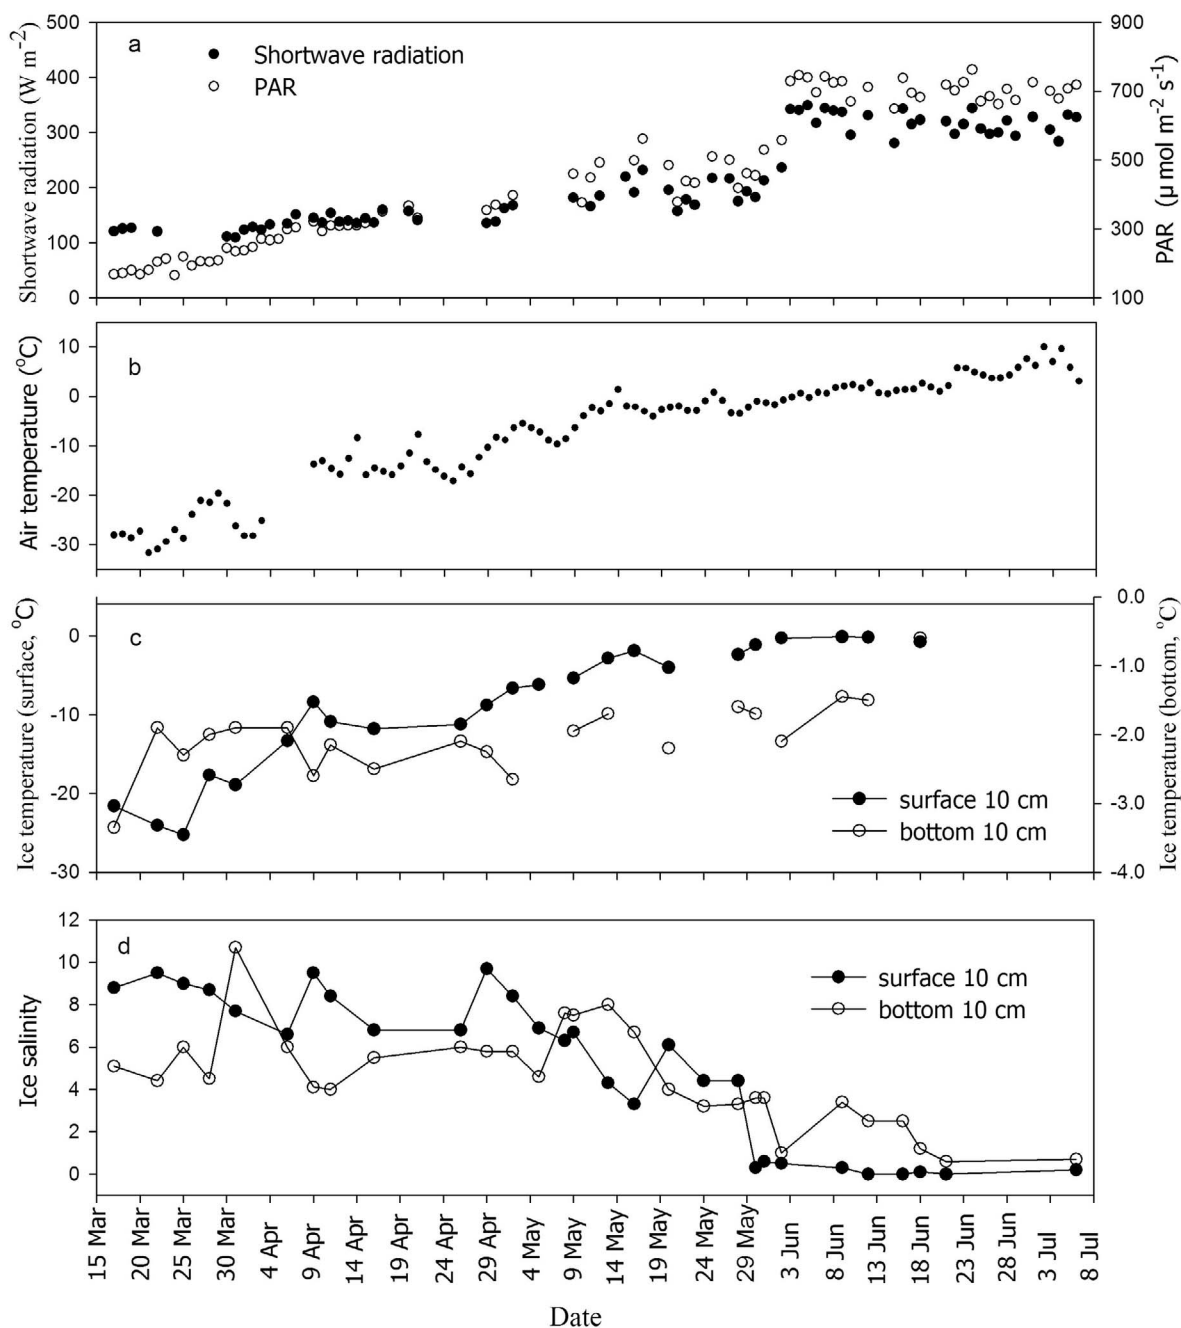 a
Shortwave radiation
PAR
Shortwave radiation (W m-2)
500
400
300
200
100
0
900
700
500
300
100
PAR (µ mol m-2 s-1)
b
Air temperature (oC)
10
0
-10
-20
-30
c
Ice temperature (surface, oC)
0
-10
-20
-30
surface 10 cm
bottom 10 cm
0.0
-1.0
-2.0
-3.0
-4.0
Ice temperature (bottom, oC)
d
Ice salinity
12
10
8
6
4
2
0
surface 10 cm
bottom 10 cm
15 Mar
20 Mar
25 Mar
30 Mar
4 Apr
9 Apr
14 Apr
19 Apr
24 Apr
29 Apr
4 May
9 May
14 May
19 May
24 May
29 May
3 Jun
8 Jun
13 Jun
18 Jun
23 Jun
28 Jun
3 Jul
8 Jul
Date